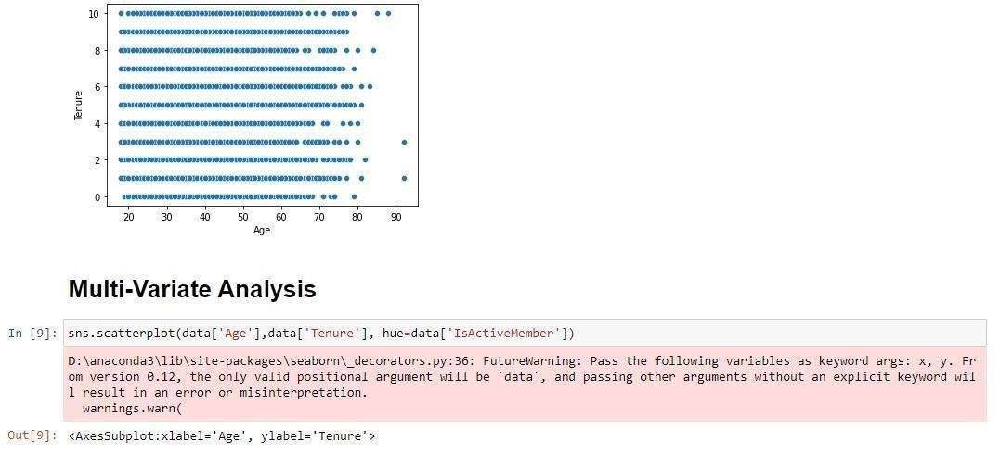 10
8
6
4
2
0
Tenure
20 30 40 50 60 70 80 90
Age
Multi-Variate Analysis
In [9]: sns.scatterplot(data['Age'],data['Tenure'], hue=data['IsActiveMember'])
D:\anaconda3\lib\site-packages\seaborn\_decorators.py:36: FutureWarning: Pass the following variables as keyword args: x, y. Fr
om version 0.12, the only valid positional argument will be `data`, and passing other arguments without an explicit keyword wil
l result in an error or misinterpretation.
warnings.warn(
Out[9]: <AxesSubplot:xlabel='Age', ylabel='Tenure'>